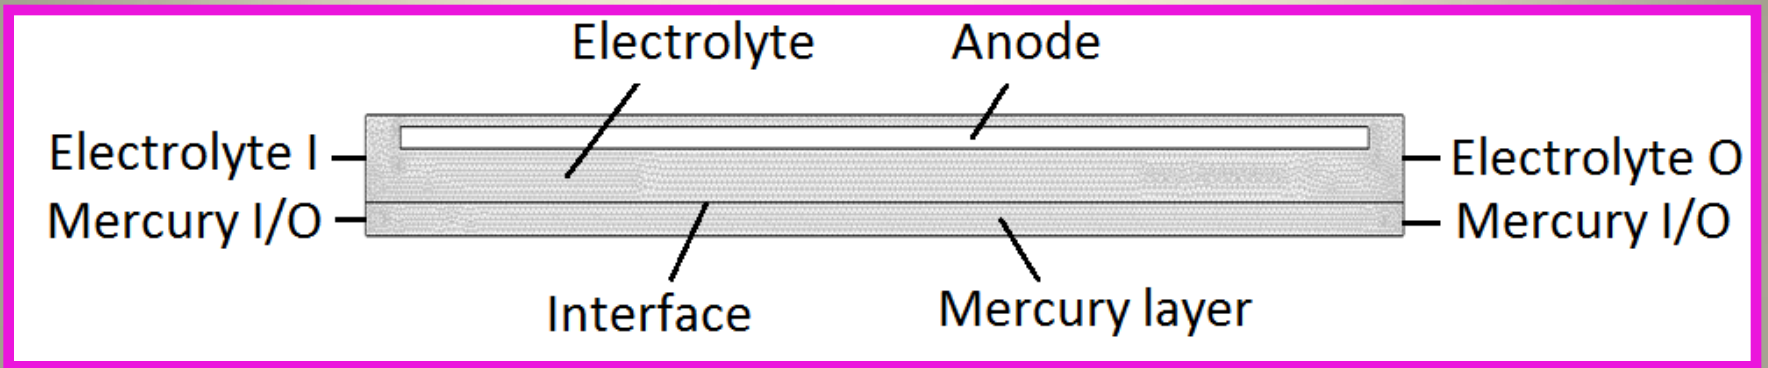 Electrolyte
Anode
Electrolyte I
Electrolyte O
Mercury I/O
Mercury I/O
Interface
Mercury layer